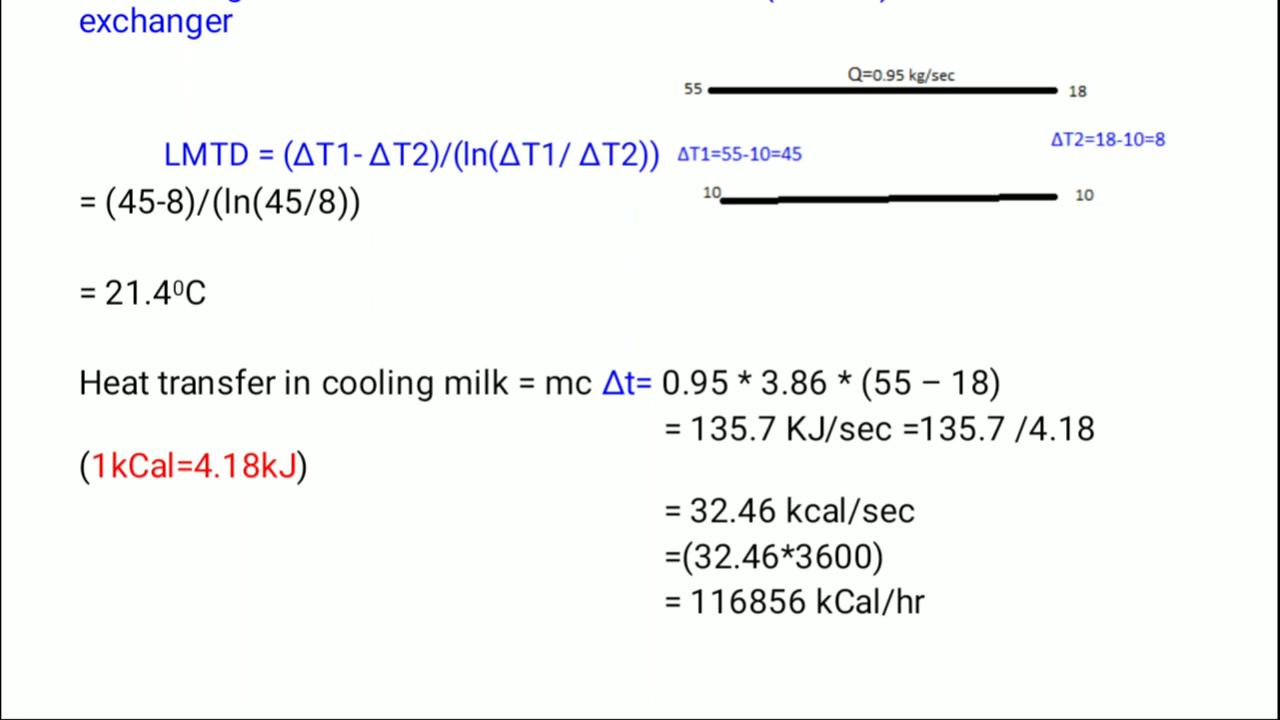 exchanger
Q=0.95 kg/sec
55
18
LMTD = (ΔT1- ΔT2)/(ln(ΔT1/ ΔT2))
ΔT1=55-10=45
ΔT2=18-10=8
= (45-8)/(ln(45/8))
10
10
= 21.4⁰C
Heat transfer in cooling milk = mc Δt= 0.95 * 3.86 * (55 – 18)
= 135.7 KJ/sec =135.7 /4.18
(1kCal=4.18kJ)
= 32.46 kcal/sec
=(32.46*3600)
= 116856 kCal/hr